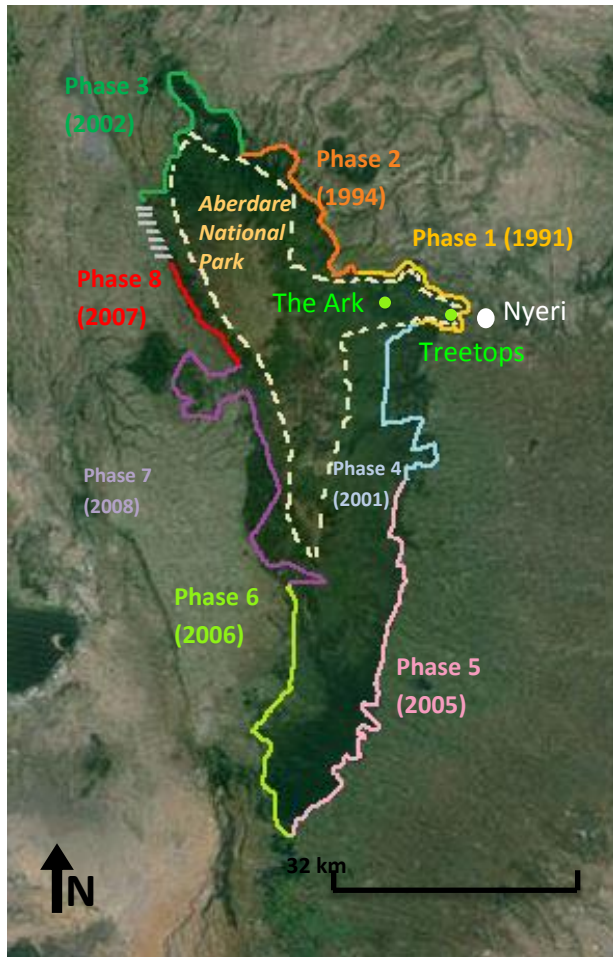 Phase 3
(2002)
Phase 2
(1994)
Aberdare
National
Park
Phase 1 (1991)
Phase 8
(2007)
The Ark
Nyeri
Treetops
Phase 7
(2008)
Phase 4
(2001)
Phase 6
(2006)
Phase 5
(2005)
32 km
N